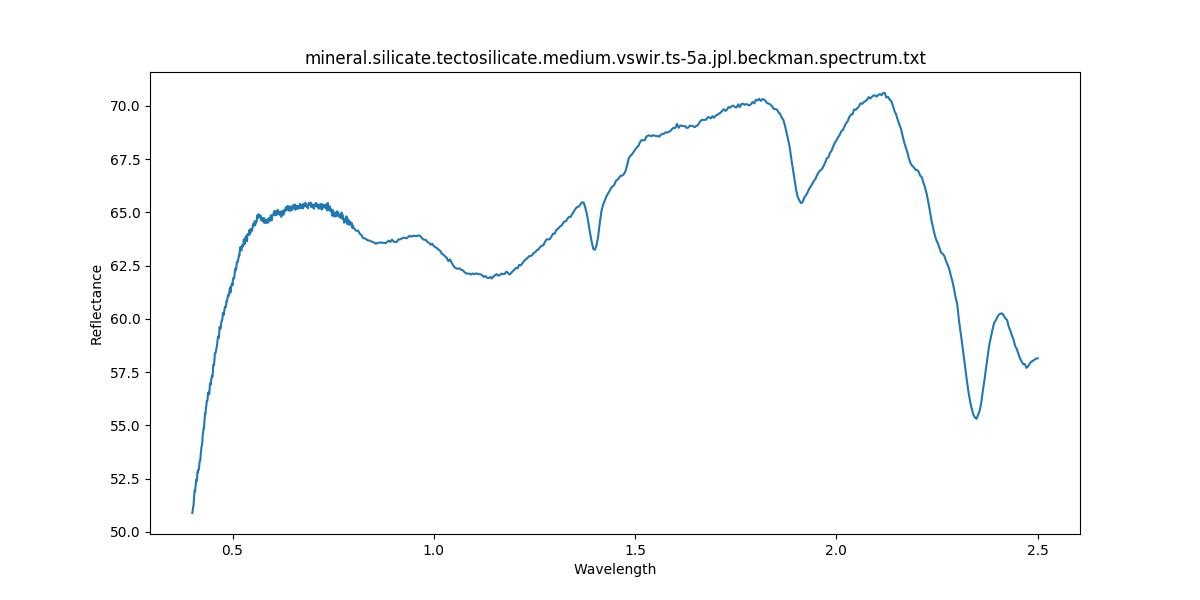 mineral.silicate.tectosilicate.medium.vswir.ts-5a.jpl.beckman.spectrum.txt
Reflectance
70.0
67.5
65.0
62.5
60.0
57.5
55.0
52.5
50.0
0.5 1.0 1.5 2.0 2.5
Wavelength